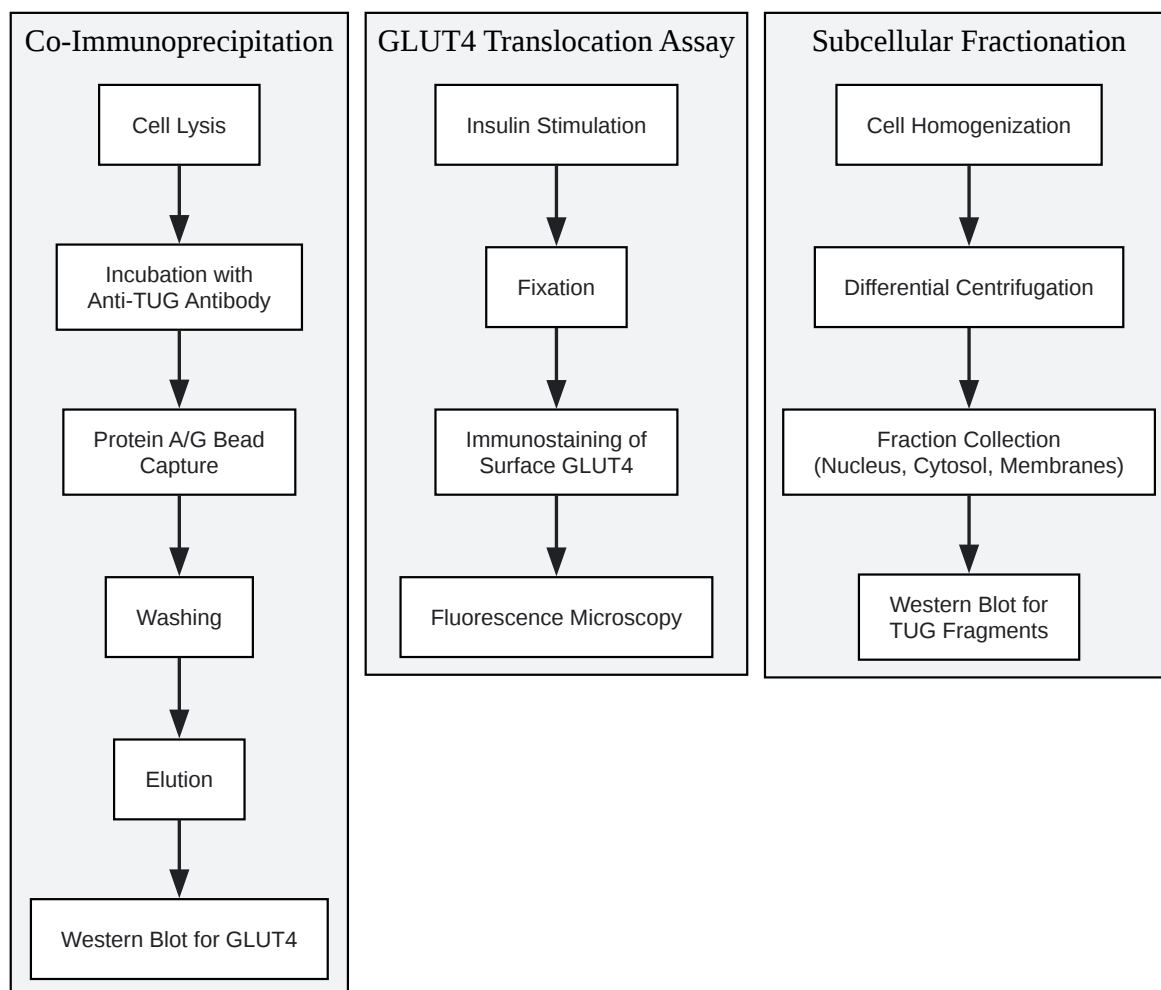 Co-Immunoprecipitation
Cell Lysis
Incubation with
Anti-TUG Antibody
Protein A/G Bead
Capture
Washing
Elution
Western Blot for GLUT4
GLUT4 Translocation Assay
Insulin Stimulation
Fixation
Immunostaining of
Surface GLUT4
Fluorescence Microscopy
Subcellular Fractionation
Cell Homogenization
Differential Centrifugation
Fraction Collection
(Nucleus, Cytosol, Membranes)
Western Blot for
TUG Fragments